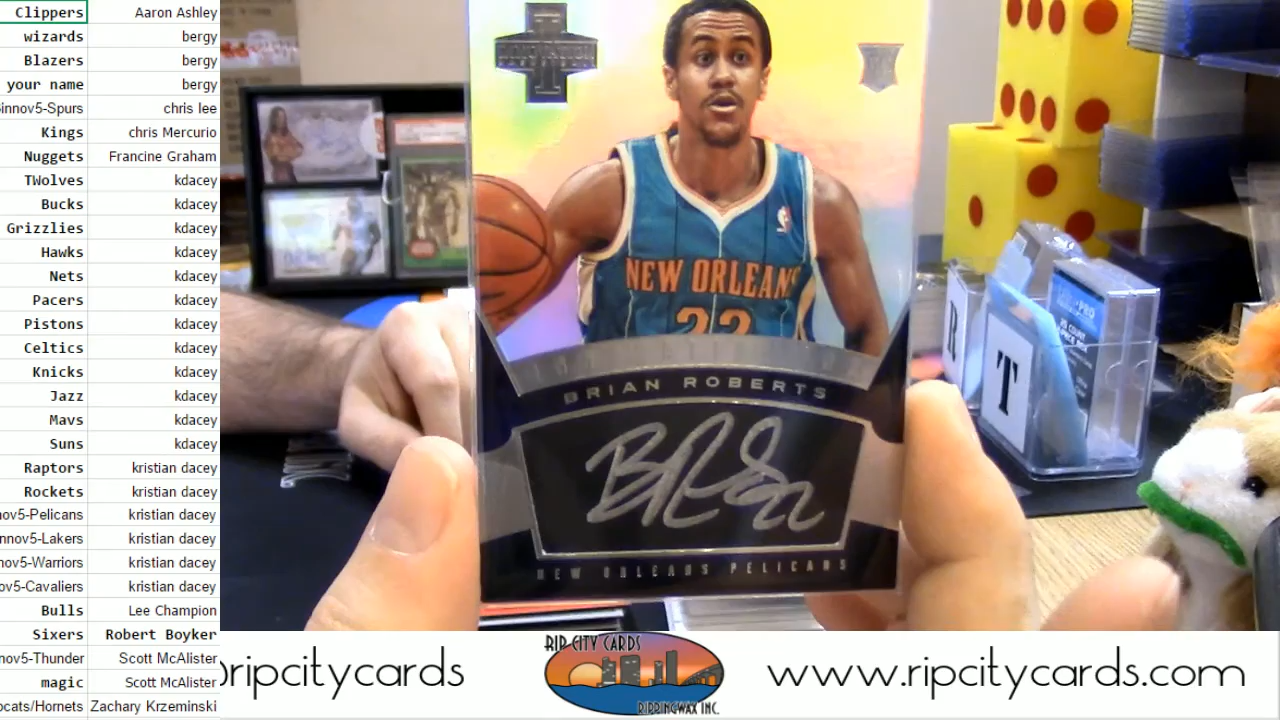 Clippers Aaron Ashley
wizards bergy
Blazers bergy
your name bergy
innov5-Spurs chris lee
Kings chris Mercurio
Nuggets Francine Graham
TWolves kdacey
Bucks kdacey
Grizzlies kdacey
Hawks kdacey
Nets kdacey
Pacers kdacey
Pistons kdacey
Celtics kdacey
Knicks kdacey
Jazz kdacey
Mavs kdacey
Suns kdacey
Raptors kristian dacey
Rockets kristian dacey
nov5-Pelicans kristian dacey
nnov5-Lakers kristian dacey
nov5-Warriors kristian dacey
ov5-Cavaliers kristian dacey
Bulls Lee Champion
Sixers Robert Boyker
nov5-Thunder Scott McAlister
magic Scott McAlister
ocats/Hornets Zachary Krzeminski
NEW ORLEANS
22
BRIAN ROBERTS
NEW ORLEANS PELICANS
R
T
ripcitycards
RIP CITY CARDS
RIPPINGWAX INC.
www.ripcitycards.com